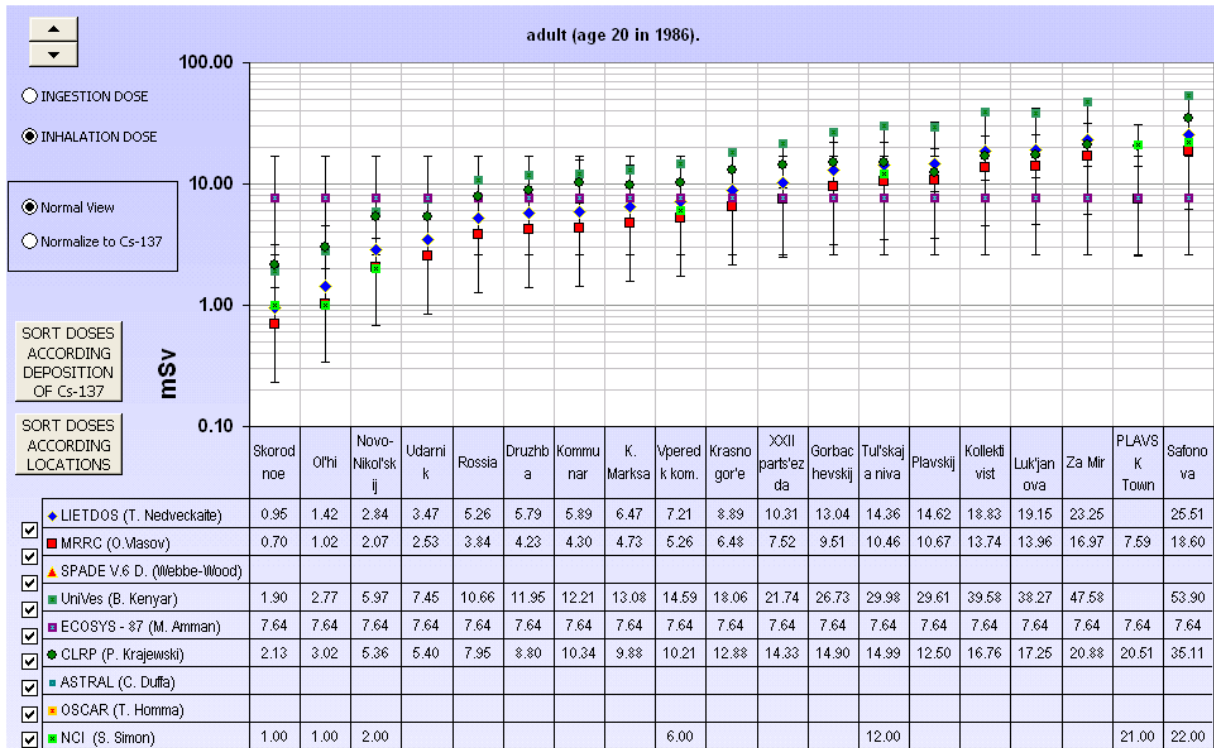 adult (age 20 in 1986).
INGESTION DOSE
INHALATION DOSE
Normal View
Normalize to Cs-137
SORT DOSES
ACCORDING
DEPOSITION
OF Cs-137
SORT DOSES
ACCORDING
LOCATIONS
100.00
10.00
1.00
0.10
mSv
Skorod
noe
Ol'hi
Novo-
Nikol'sk
ij
Udarni
k
Rossia
Druzhb
a
Kommu
nar
K.
Marksa
Vpered
k kom.
Krasno
gor'e
XXII
parts'ez
da
Gorbac
hevskij
Tul'skaj
a niva
Plavskij
Kollekti
vist
Luk'jan
ova
Za Mir
PLAVS
K
Town
Safono
va
LIETDOS (T. Nedveckaite) 0.95 1.42 2.84 3.47 5.26 5.79 5.89 6.47 7.21 8.89 10.31 13.04 14.36 14.62 18.83 19.15 23.25 25.51
MRRC (O.Vlasov) 0.70 1.02 2.07 2.53 3.84 4.23 4.30 4.73 5.26 6.48 7.52 9.51 10.46 10.67 13.74 13.96 16.97 7.59 18.60
SPADE V.6 D. (Webbe-Wood)
UniVes (B. Kenyar) 1.90 2.77 5.97 7.45 10.66 11.95 12.21 13.08 14.59 18.06 21.74 26.73 29.98 29.61 39.58 38.27 47.58 53.90
ECOSYS - 87 (M. Amman) 7.64 7.64 7.64 7.64 7.64 7.64 7.64 7.64 7.64 7.64 7.64 7.64 7.64 7.64 7.64 7.64 7.64 7.64 7.64
CLRP (P. Krajewski) 2.13 3.02 5.36 5.40 7.95 8.80 10.34 9.88 10.21 12.88 14.33 14.90 14.99 12.50 16.76 17.25 20.88 20.51 35.11
ASTRAL (C. Duffa)
OSCAR (T. Homma)
NCI (S. Simon) 1.00 1.00 2.00 6.00 12.00 21.00 22.00